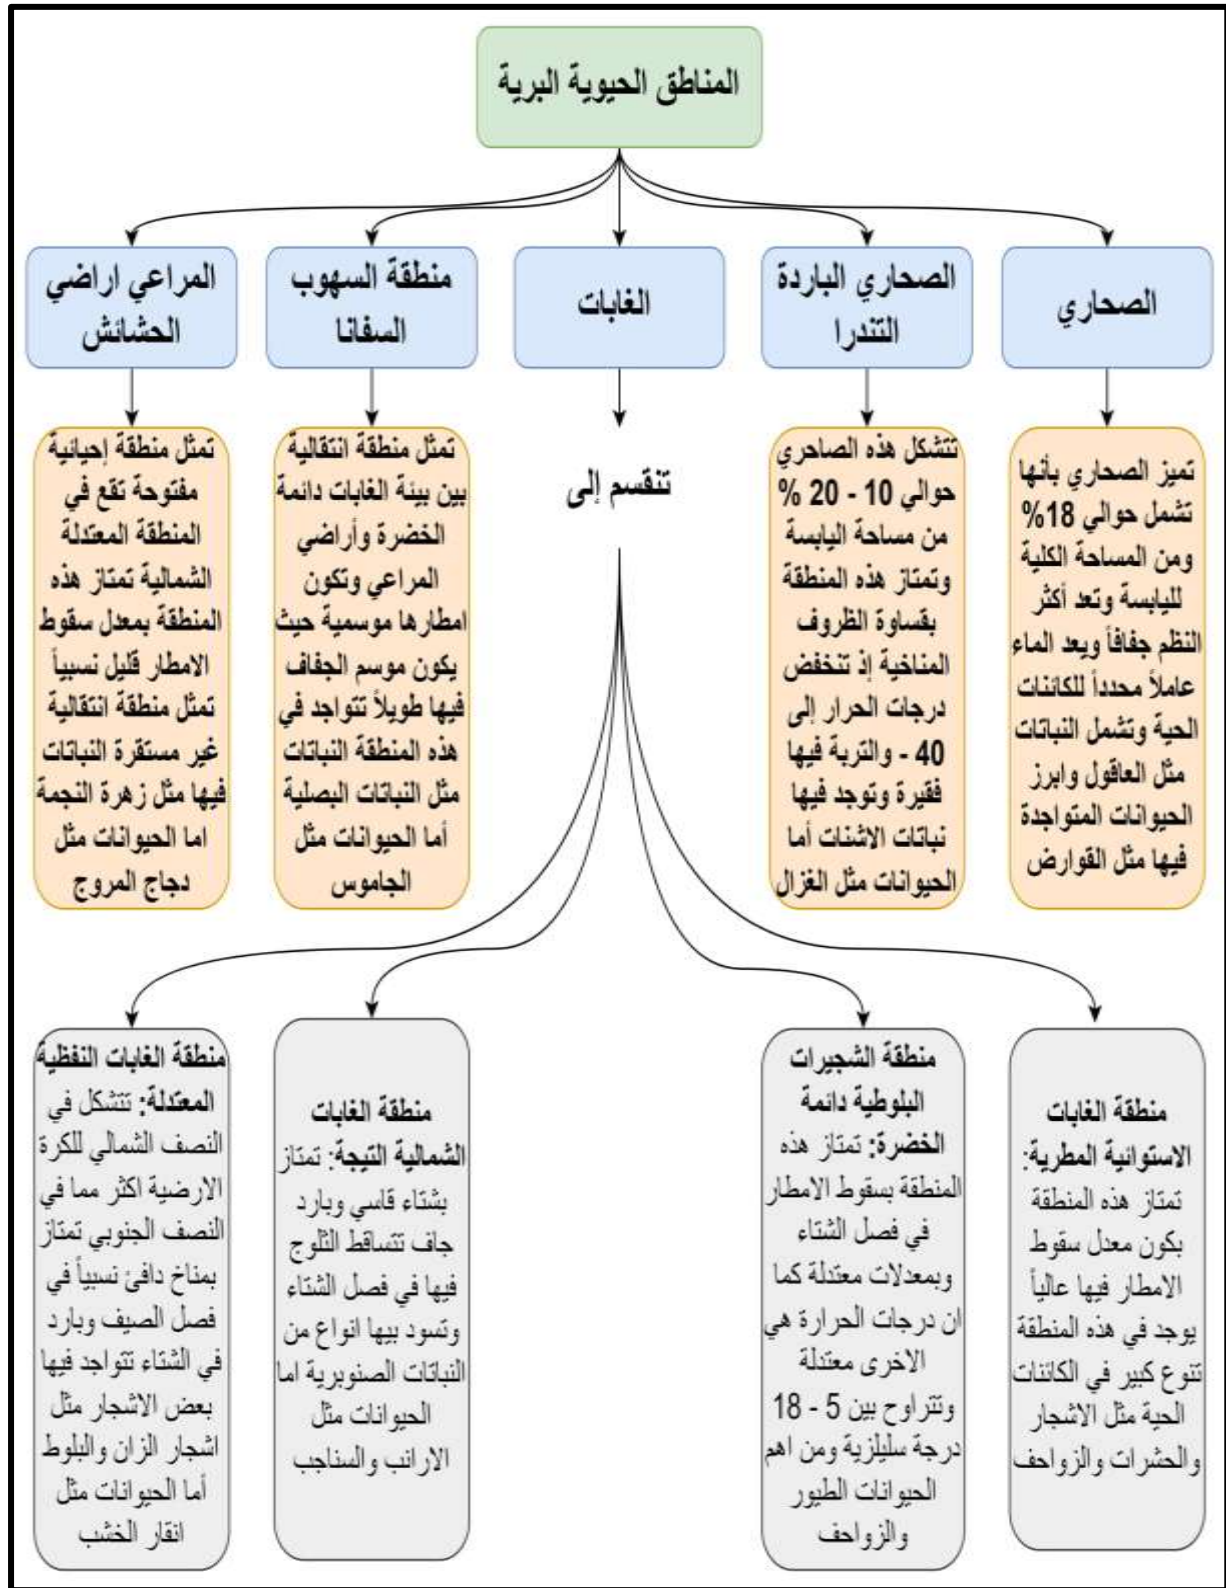 المناطق الحيوية البرية
الصحاري
الصحاري الباردة
التندرا
الغابات
منطقة السهوب
السفانا
المراعي اراضي
الحشائش
تميز الصحاري بأنها
تشمل حوالي 18%
ومن المساحة الكلية
لليابسة وتعد أكثر
النظم جفافاً ويعد الماء
عاملاً محدداً للكائنات
الحية وتشمل النباتات
مثل العاقول وابرز
الحيوانات المتواجدة
فيها مثل القوارض
تتشكل هذه الصاحري
حوالي 10 - 20 %
من مساحة اليابسة
وتمتاز هذه المنطقة
بقساوة الظروف
المناخية إذ تنخفض
درجات الحرار إلى
40 - والتربة فيها
فقيرة وتوجد فيها
نباتات الاشنات أما
الحيوانات مثل الغزال
تنقسم إلى
تمثل منطقة انتقالية
بين بيئة الغابات دائمة
الخضرة وأراضي
المراعي وتكون
امطارها موسمية حيث
يكون موسم الجفاف
فيها طويلاً تتواجد في
هذه المنطقة النباتات
مثل النباتات البصلية
أما الحيوانات مثل
الجاموس
تمثل منطقة إحيائية
مفتوحة تقع في
المنطقة المعتدلة
الشمالية تمتاز هذه
المنطقة بمعدل سقوط
الامطار قليل نسبياً
تمثل منطقة انتقالية
غير مستقرة النباتات
فيها مثل زهرة النجمة
اما الحيوانات مثل
دجاج المروج
منطقة الغابات
الاستوائية المطرية:
تمتاز هذه المنطقة
بكون معدل سقوط
الامطار فيها عالياً
يوجد في هذه المنطقة
تنوع كبير في الكائنات
الحية مثل الاشجار
والحشرات والزواحف
منطقة الشجيرات
البلوطية دائمة
الخضرة: تمتاز هذه
المنطقة بسقوط الامطار
في فصل الشتاء
وبمعدلات معتدلة كما
ان درجات الحرارة هي
الاخرى معتدلة
وتتراوح بين 5 - 18
درجة سليلزية ومن اهم
الحيوانات الطيور
والزواحف
منطقة الغابات
الشمالية التيجة: تمتاز
بشتاء قاسي وبارد
جاف تتساقط الثلوج
فيها في فصل الشتاء
وتسود بيها انواع من
النباتات الصنوبرية اما
الحيوانات مثل
الارانب والسناجب
منطقة الغابات النفظية
المعتدلة: تتشكل في
النصف الشمالي للكرة
الارضية اكثر مما في
النصف الجنوبي تمتاز
بمناخ دافئ نسبياً في
فصل الصيف وبارد
في الشتاء تتواجد فيها
بعض الاشجار مثل
اشجار الزان والبلوط
أما الحيوانات مثل
انقار الخشب